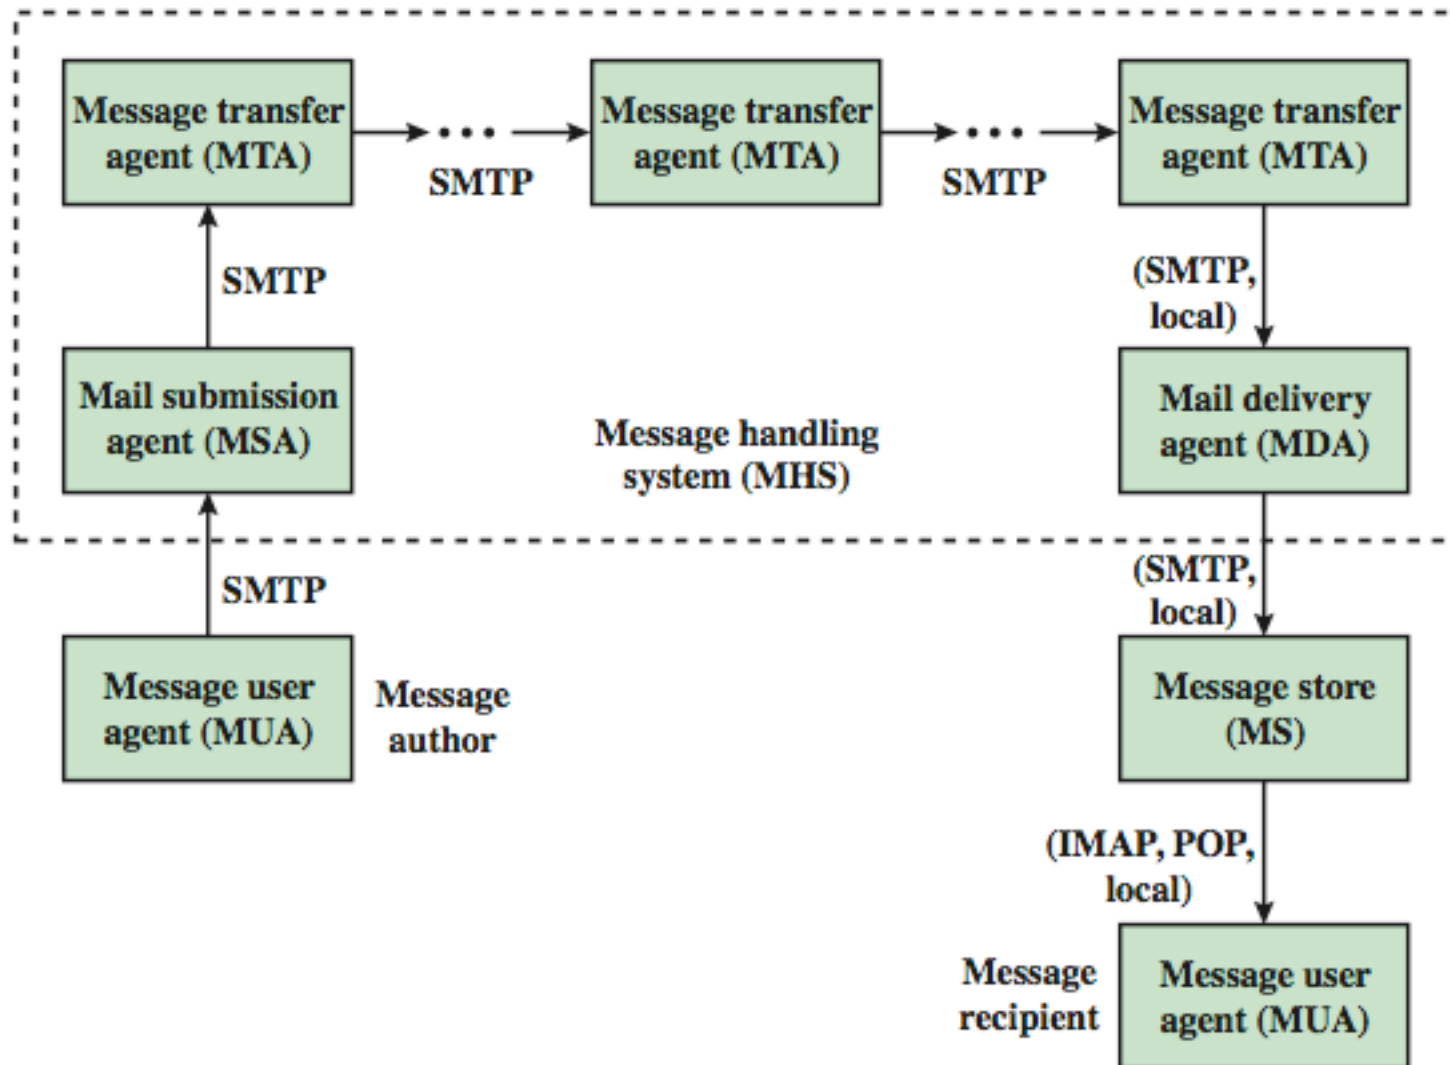 Message transfer
agent (MTA)
SMTP
Message transfer
agent (MTA)
SMTP
Message transfer
agent (MTA)
SMTP
(SMTP,
local)
Mail submission
agent (MSA)
Message handling
system (MHS)
Mail delivery
agent (MDA)
SMTP
(SMTP,
local)
Message user
agent (MUA)
Message
author
Message store
(MS)
(IMAP, POP,
local)
Message
recipient
Message user
agent (MUA)